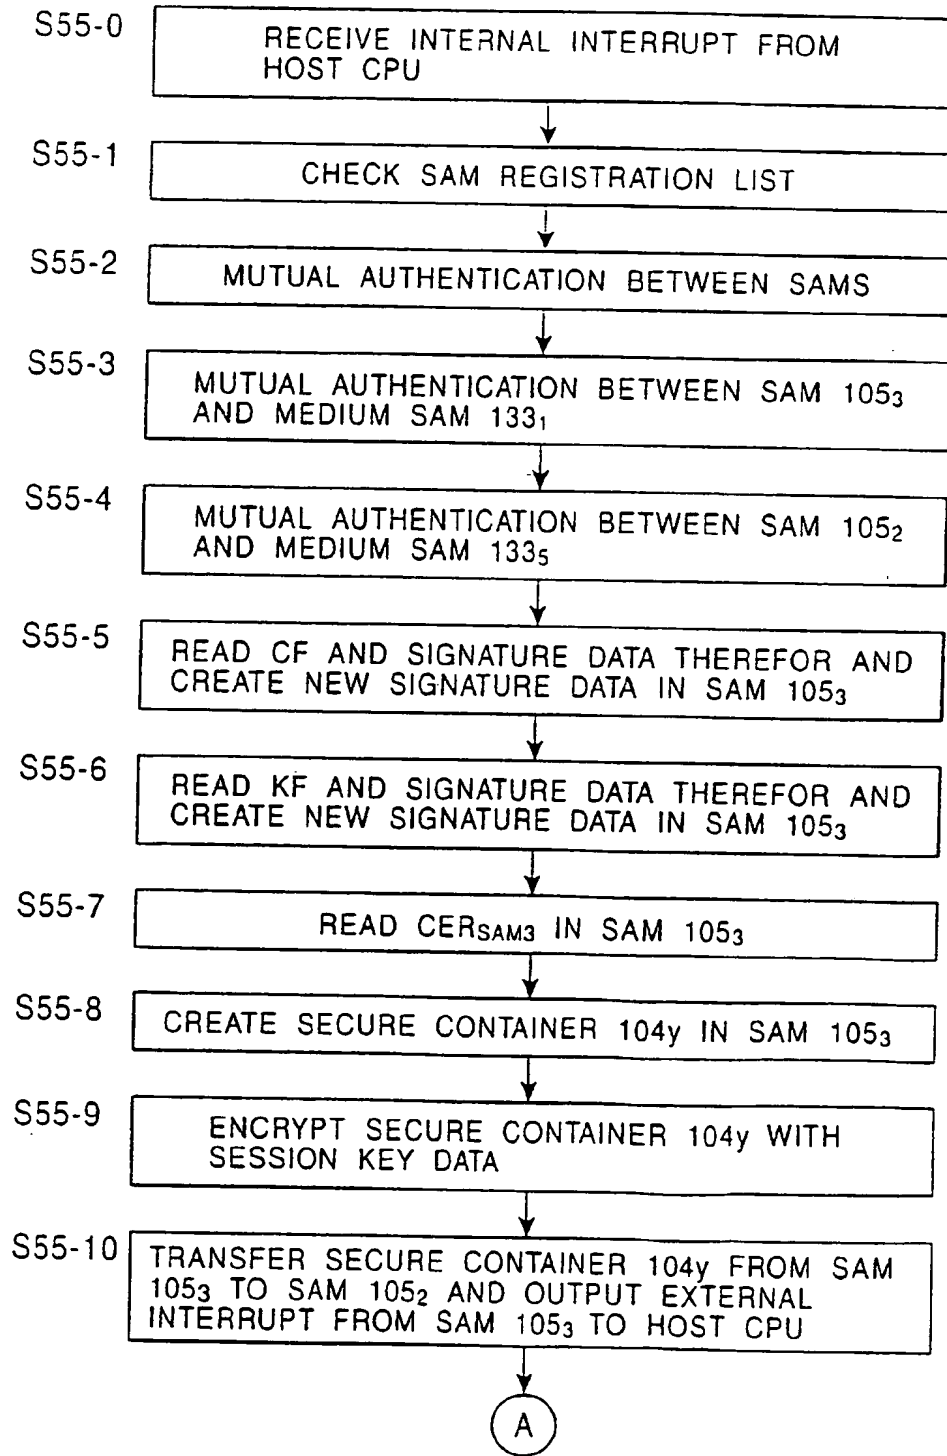 S55-0
RECEIVE INTERNAL INTERRUPT FROM
HOST CPU
S55-1
CHECK SAM REGISTRATION LIST
S55-2
MUTUAL AUTHENTICATION BETWEEN SAMS
S55-3
MUTUAL AUTHENTICATION BETWEEN SAM 105₃
AND MEDIUM SAM 133₁
S55-4
MUTUAL AUTHENTICATION BETWEEN SAM 105₂
AND MEDIUM SAM 133₅
S55-5
READ CF AND SIGNATURE DATA THEREFOR AND
CREATE NEW SIGNATURE DATA IN SAM 105₃
S55-6
READ KF AND SIGNATURE DATA THEREFOR AND
CREATE NEW SIGNATURE DATA IN SAM 105₃
S55-7
READ CERSAM3 IN SAM 105₃
S55-8
CREATE SECURE CONTAINER 104y IN SAM 105₃
S55-9
ENCRYPT SECURE CONTAINER 104y WITH
SESSION KEY DATA
S55-10
TRANSFER SECURE CONTAINER 104y FROM SAM
105₃ TO SAM 105₂ AND OUTPUT EXTERNAL
INTERRUPT FROM SAM 105₃ TO HOST CPU
A